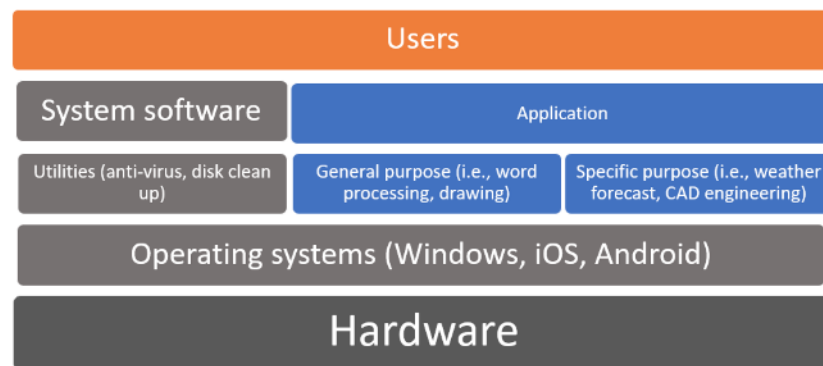 Users
System software
Application
Utilities (anti-virus, disk clean
up)
General purpose (i.e., word
processing, drawing)
Specific purpose (i.e., weather
forecast, CAD engineering)
Operating systems (Windows, iOS, Android)
Hardware